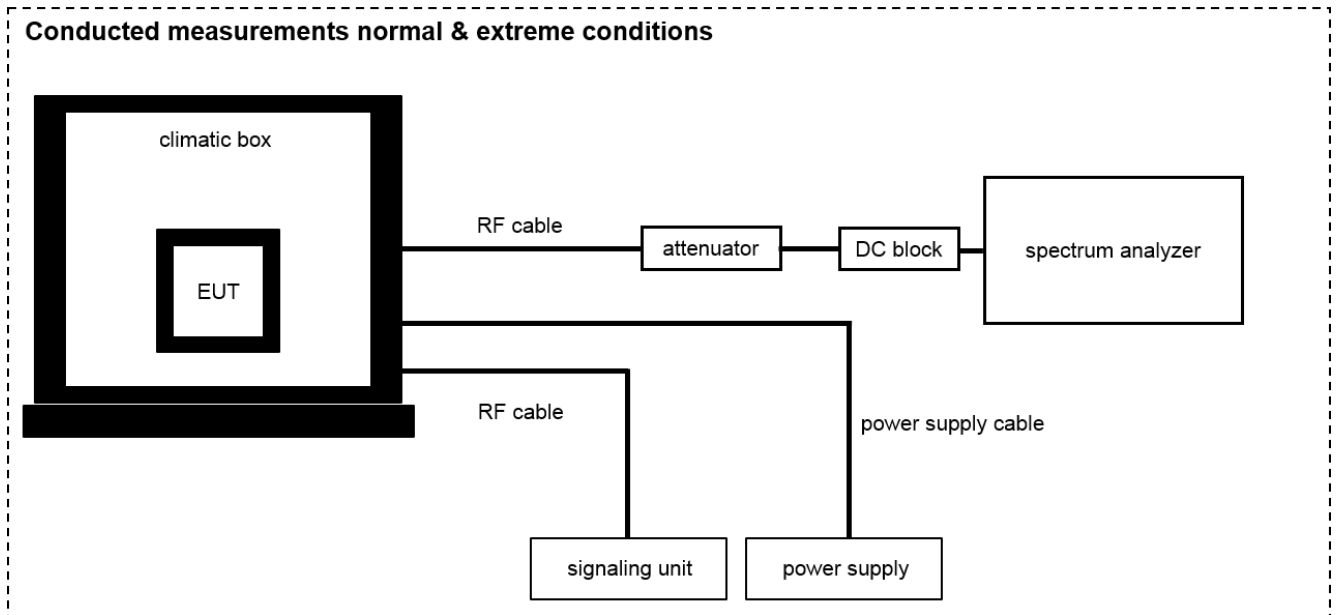 Conducted measurements normal & extreme conditions
climatic box
RF cable
attenuator
DC block
spectrum analyzer
EUT
RF cable
power supply cable
signaling unit
power supply